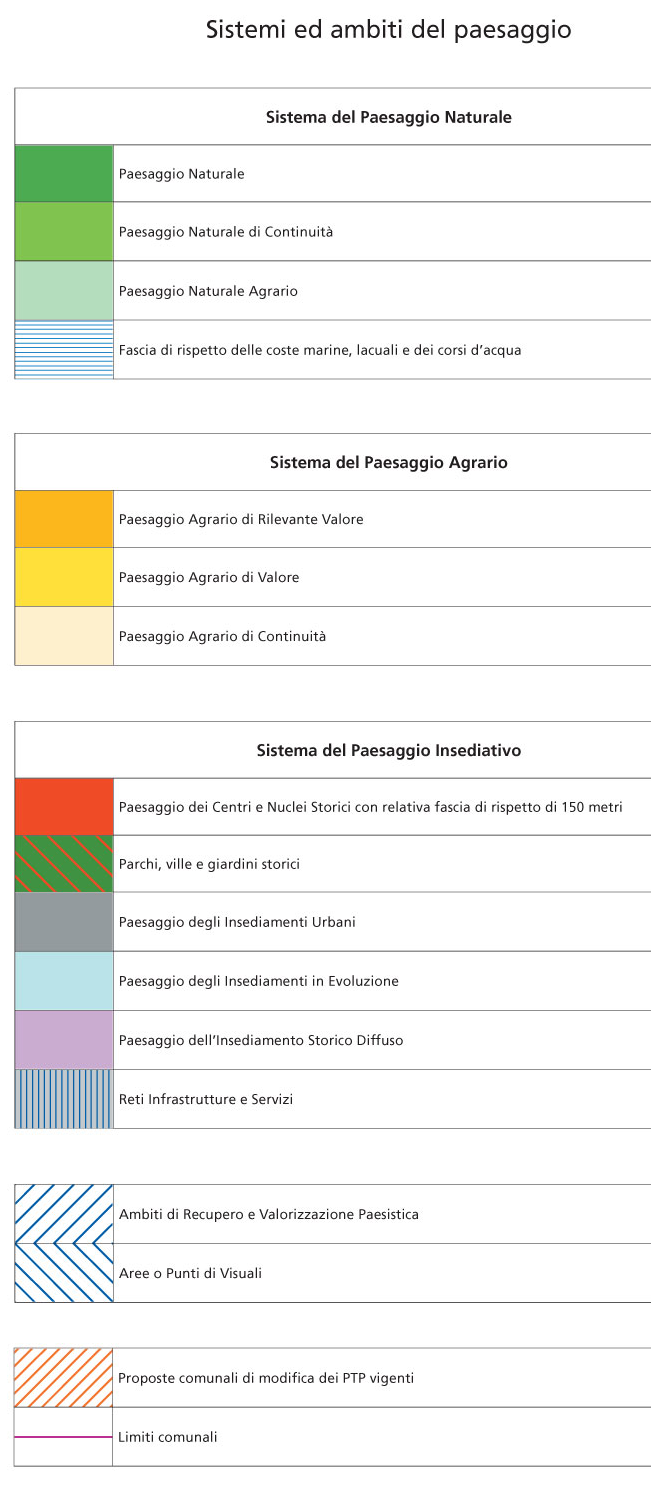 Sistemi ed ambiti del paesaggio
Sistema del Paesaggio Naturale
Paesaggio Naturale
Paesaggio Naturale di Continuità
Paesaggio Naturale Agrario
Fascia di rispetto delle coste marine, lacuali e dei corsi d’acqua
Sistema del Paesaggio Agrario
Paesaggio Agrario di Rilevante Valore
Paesaggio Agrario di Valore
Paesaggio Agrario di Continuità
Sistema del Paesaggio Insediativo
Paesaggio dei Centri e Nuclei Storici con relativa fascia di rispetto di 150 metri
Parchi, ville e giardini storici
Paesaggio degli Insediamenti Urbani
Paesaggio degli Insediamenti in Evoluzione
Paesaggio dell’Insediamento Storico Diffuso
Reti Infrastrutture e Servizi
Ambiti di Recupero e Valorizzazione Paesistica
Aree o Punti di Visuali
Proposte comunali di modifica dei PTP vigenti
Limiti comunali